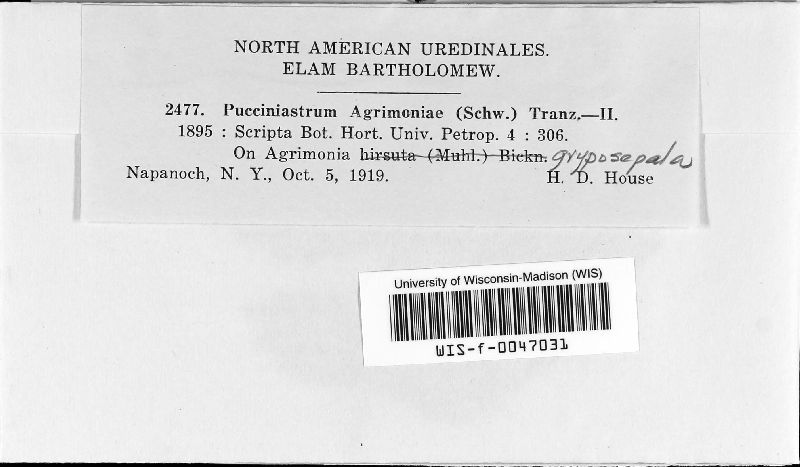 NORTH AMERICAN UREDINALES.
ELAM BARTHOLOMEW.
2477. Pucciniastrum Agrimoniae (Schw.) Tranz.—II.
1895 : Scripta Bot. Hort. Univ. Petrop. 4 : 306.
On Agrimonia hirsuta (Muhl.) Bickn. gryposepala
Napanoch, N. Y., Oct. 5, 1919. H. D. House
University of Wisconsin-Madison (WIS)
WIS-f-0047031